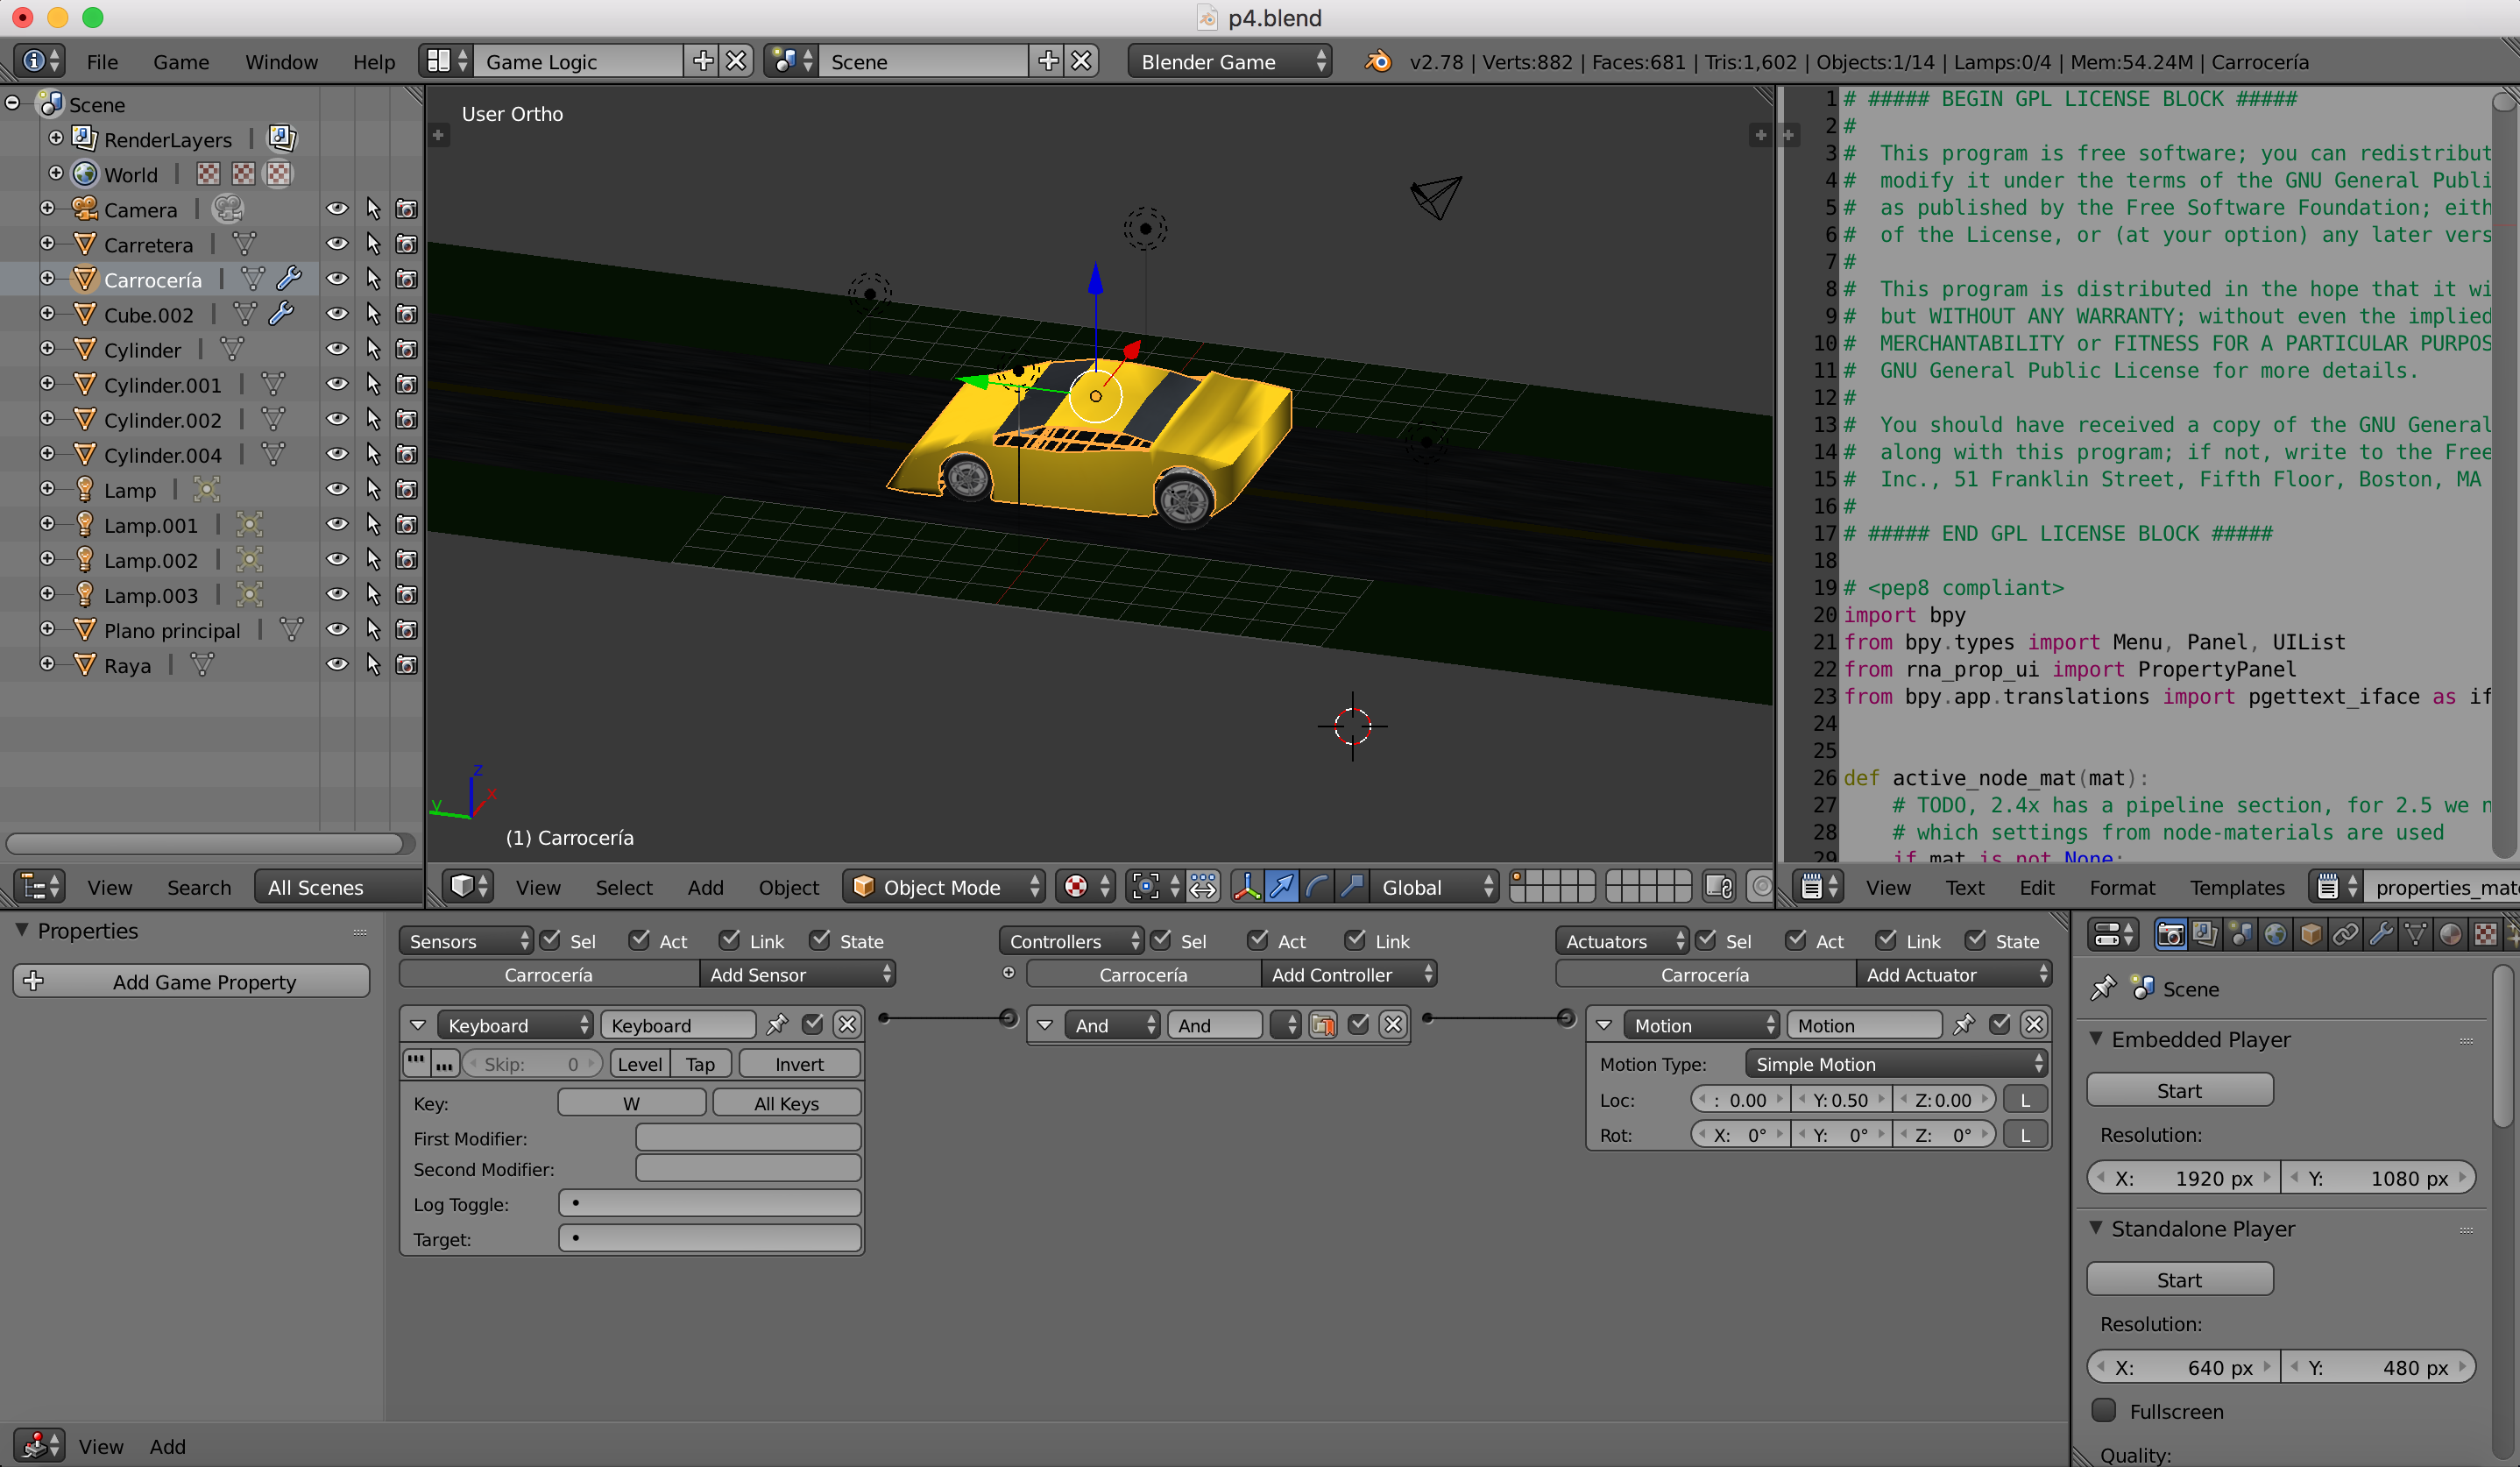 p4.blend
File Game Window Help Game Logic Scene Blender Game v2.78 | Verts:882 | Faces:681 | Tris:1,602 | Objects:1/14 | Lamps:0/4 | Mem:54.24M | Carrocería
Scene
RenderLayers
World
Camera
Carretera
Carrocería
Cube.002
Cylinder
Cylinder.001
Cylinder.002
Cylinder.004
Lamp
Lamp.001
Lamp.002
Lamp.003
Plano principal
Raya
View Search All Scenes
User Ortho
z
x
y
(1) Carrocería
View Select Add Object Object Mode Global
1 # ##### BEGIN GPL LICENSE BLOCK #####
2 #
3 #  This program is free software; you can redistribut
4 #  modify it under the terms of the GNU General Publi
5 #  as published by the Free Software Foundation; eith
6 #  of the License, or (at your option) any later vers
7 #
8 #  This program is distributed in the hope that it wi
9 #  but WITHOUT ANY WARRANTY; without even the implied
10 #  MERCHANTABILITY or FITNESS FOR A PARTICULAR PURPOS
11 #  GNU General Public License for more details.
12 #
13 #  You should have received a copy of the GNU General
14 #  along with this program; if not, write to the Free
15 #  Inc., 51 Franklin Street, Fifth Floor, Boston, MA
16 #
17 # ##### END GPL LICENSE BLOCK #####
18
19 # <pep8 compliant>
20 import bpy
21 from bpy.types import Menu, Panel, UIList
22 from rna_prop_ui import PropertyPanel
23 from bpy.app.translations import pgettext_iface as if
24
25
26 def active_node_mat(mat):
27     # TODO, 2.4x has a pipeline section, for 2.5 we n
28     # which settings from node-materials are used
29     if mat is not None:
View Text Edit Format Templates properties_mat
Properties
Add Game Property
Sensors Sel Act Link State
Carrocería Add Sensor
Keyboard Keyboard
Skip: 0 Level Tap Invert
Key: W All Keys
First Modifier:
Second Modifier:
Log Toggle:
Target:
Controllers Sel Act Link
Carrocería Add Controller
And And
Actuators Sel Act Link State
Carrocería Add Actuator
Motion Motion
Motion Type: Simple Motion
Loc: : 0.00 Y: 0.50 Z: 0.00 L
Rot: X: 0° Y: 0° Z: 0° L
View Add
Scene
Embedded Player
Start
Resolution:
X: 1920 px Y: 1080 px
Standalone Player
Start
Resolution:
X: 640 px Y: 480 px
Fullscreen
Quality: